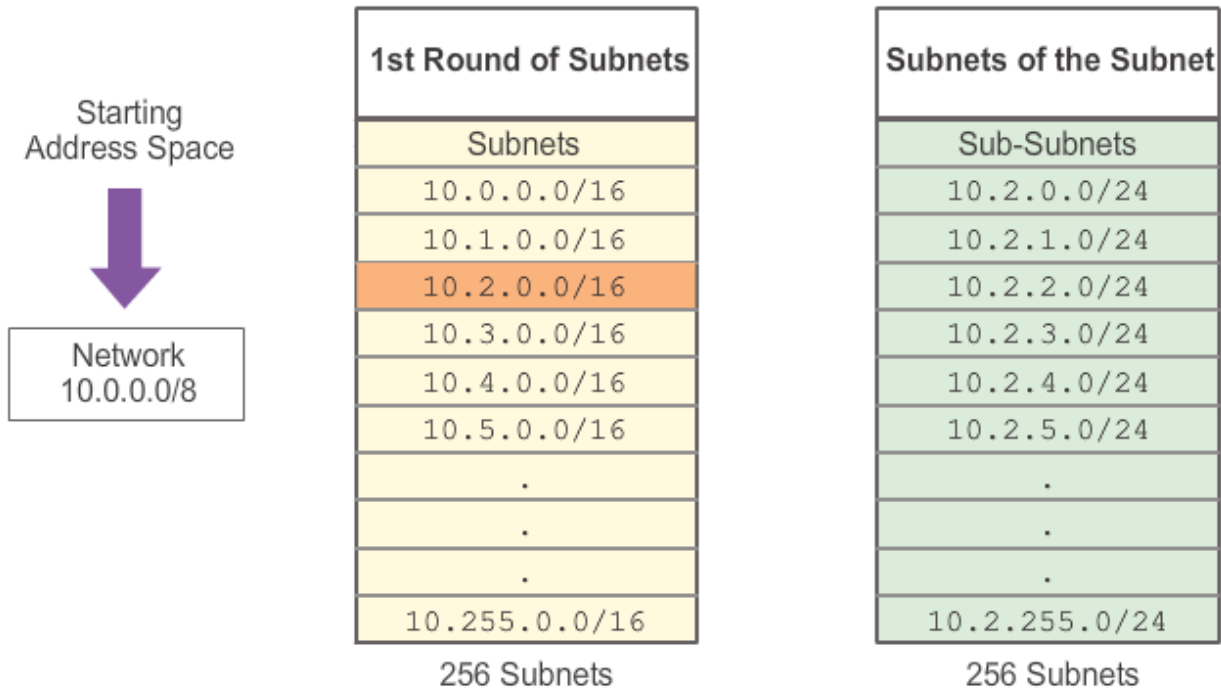 Starting
Address Space
Network
10.0.0.0/8
1st Round of Subnets
Subnets
10.0.0.0/16
10.1.0.0/16
10.2.0.0/16
10.3.0.0/16
10.4.0.0/16
10.5.0.0/16
.
.
.
10.255.0.0/16
256 Subnets
Subnets of the Subnet
Sub-Subnets
10.2.0.0/24
10.2.1.0/24
10.2.2.0/24
10.2.3.0/24
10.2.4.0/24
10.2.5.0/24
.
.
.
10.2.255.0/24
256 Subnets